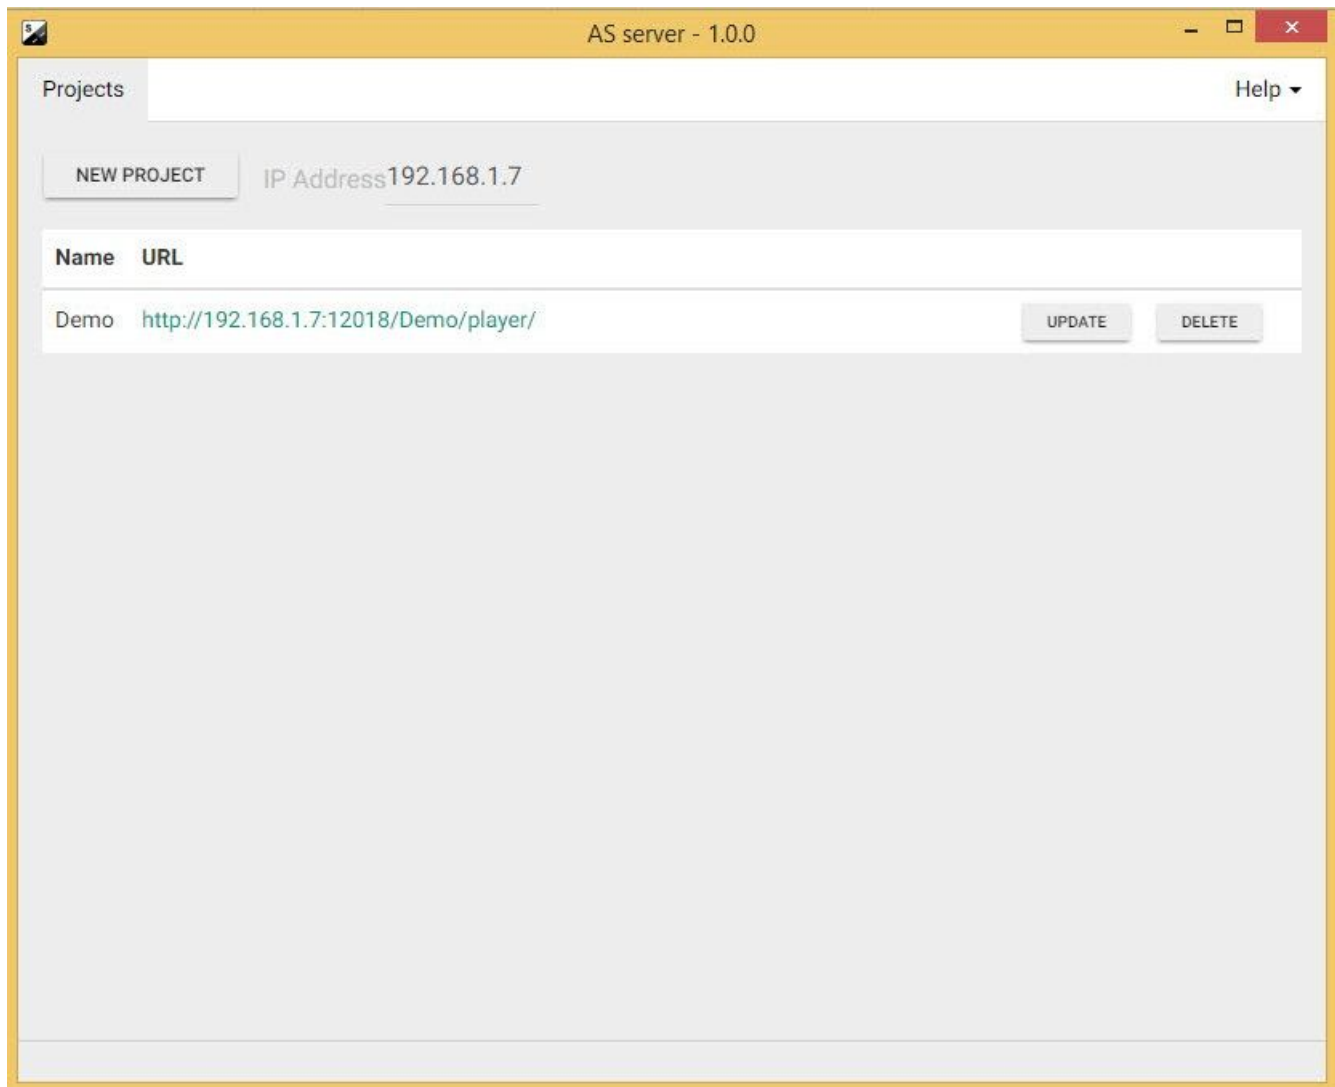 AS server - 1.0.0
Projects Help
NEW PROJECT IP Address 192.168.1.7
Name URL
Demo http://192.168.1.7:12018/Demo/player/ UPDATE DELETE